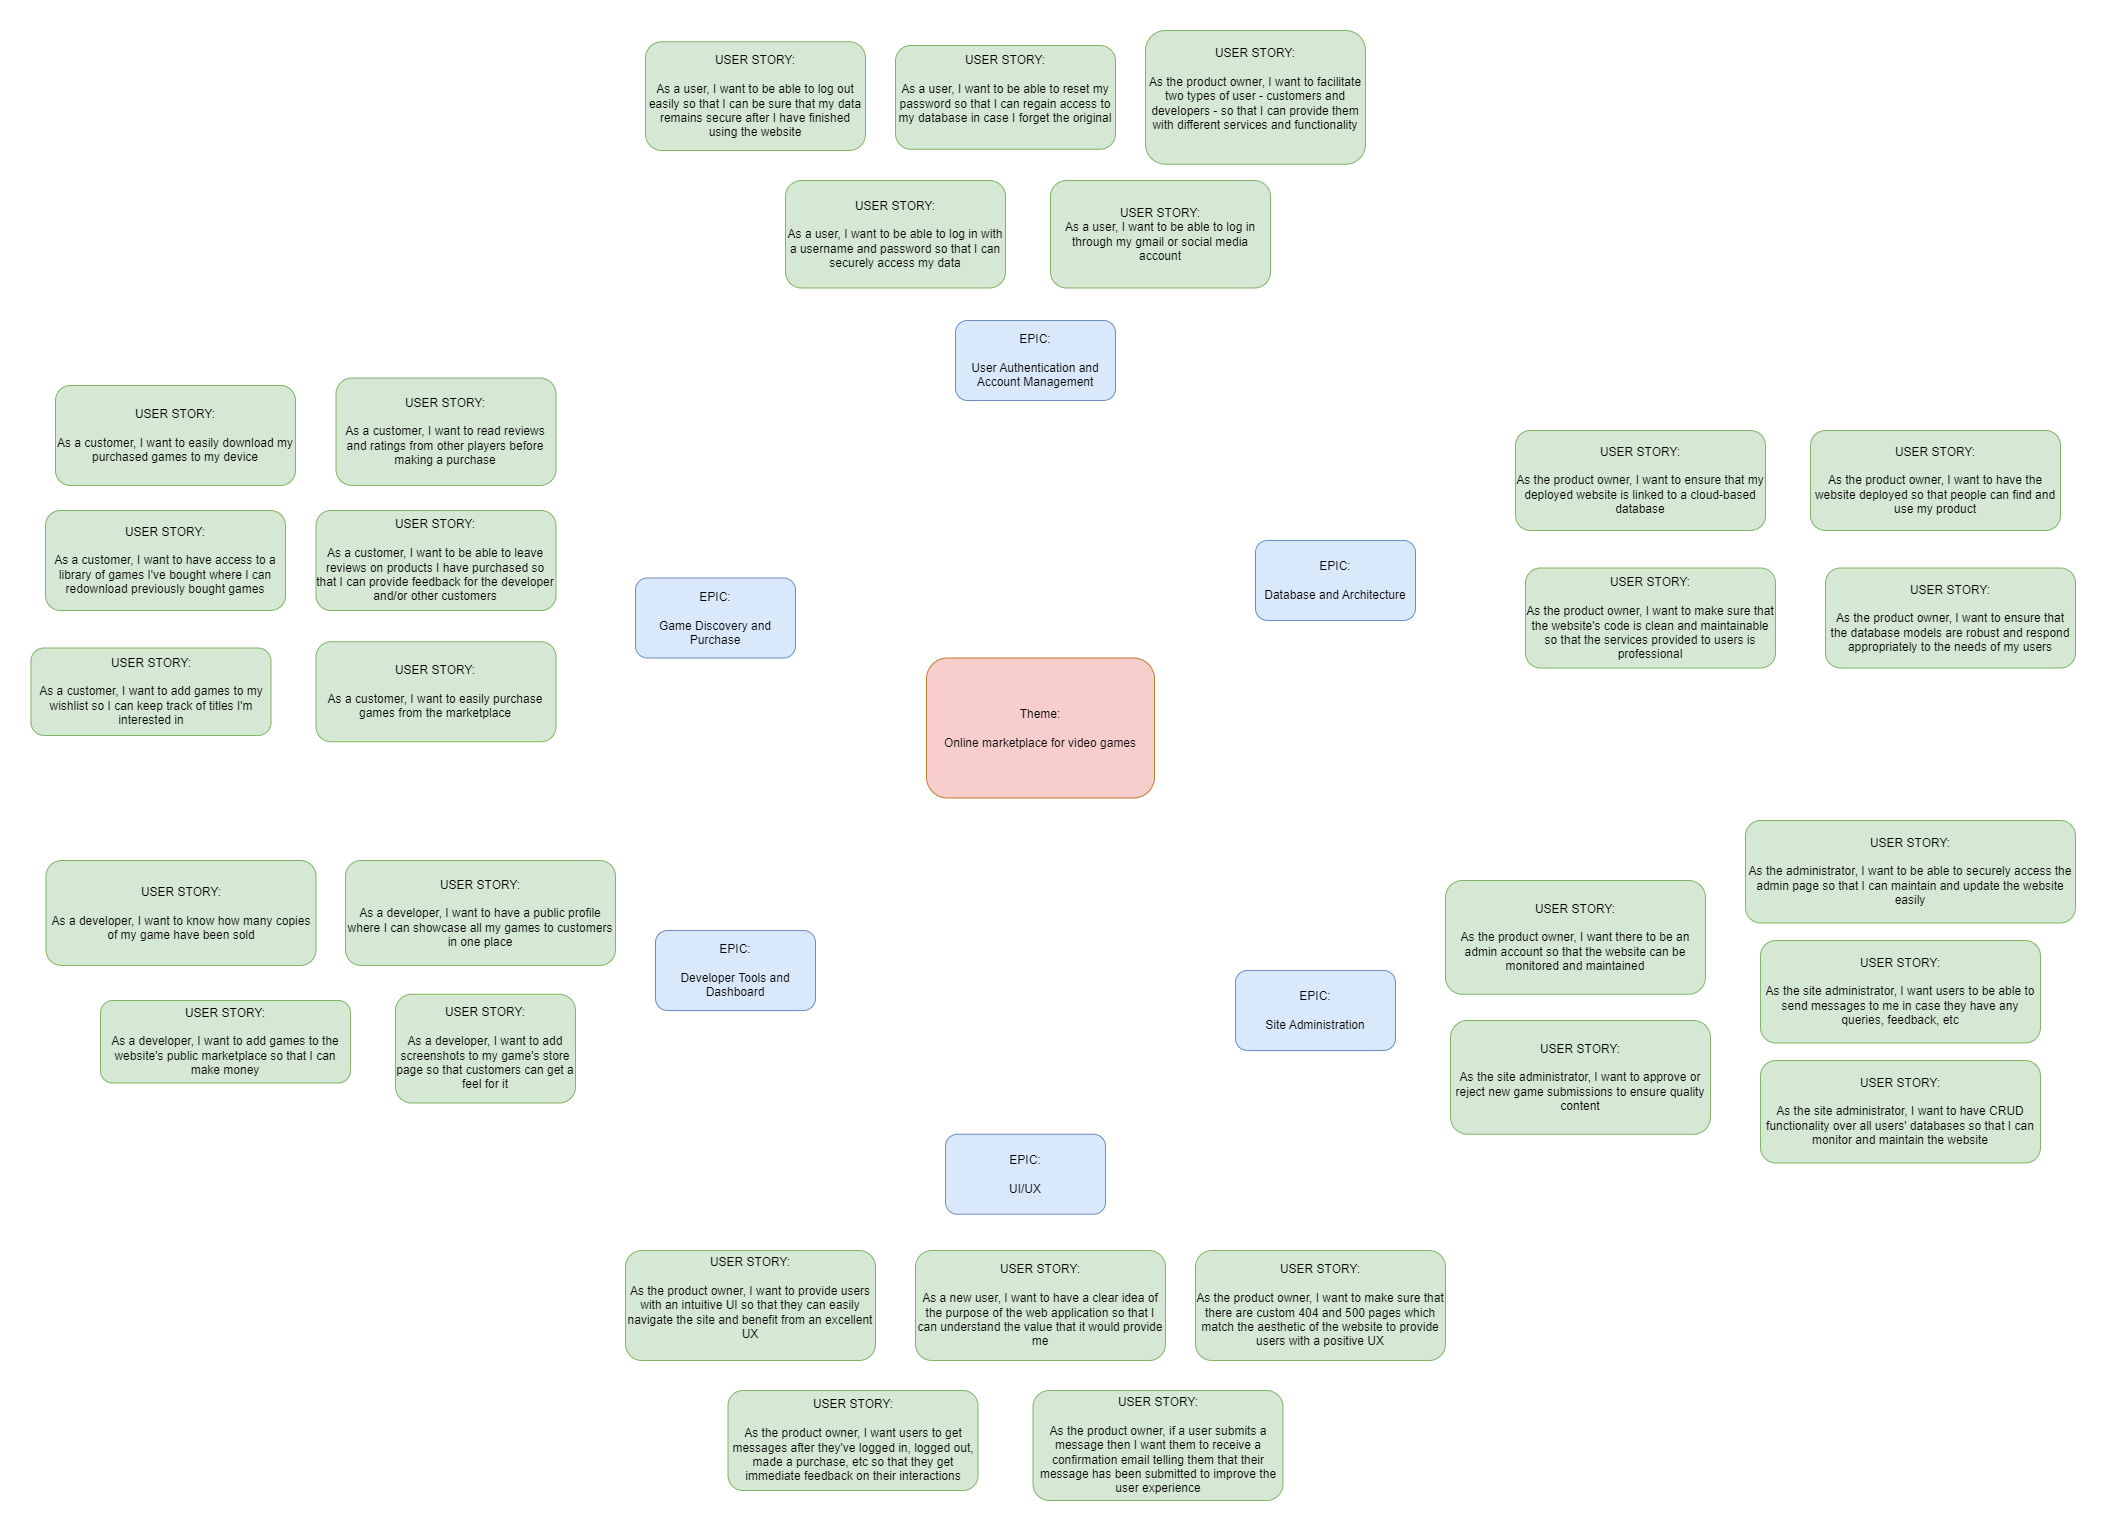 USER STORY:
As a user, I want to be able to log out
easily so that I can be sure that my data
remains secure after I have finished
using the website
USER STORY:
As a user, I want to be able to reset my
password so that I can regain access to
my database in case I forget the original
USER STORY:
As the product owner, I want to facilitate
two types of user - customers and
developers - so that I can provide them
with different services and functionality
USER STORY:
As a user, I want to be able to log in with
a username and password so that I can
securely access my data
USER STORY:
As a user, I want to be able to log in
through my gmail or social media
account
EPIC:
User Authentication and
Account Management
USER STORY:
As a customer, I want to easily download my
purchased games to my device
USER STORY:
As a customer, I want to read reviews
and ratings from other players before
making a purchase
USER STORY:
As a customer, I want to have access to a
library of games I've bought where I can
redownload previously bought games
USER STORY:
As a customer, I want to be able to leave
reviews on products I have purchased so
that I can provide feedback for the developer
and/or other customers
USER STORY:
As a customer, I want to add games to my
wishlist so I can keep track of titles I'm
interested in
USER STORY:
As a customer, I want to easily purchase
games from the marketplace
EPIC:
Game Discovery and
Purchase
EPIC:
Database and Architecture
USER STORY:
As the product owner, I want to ensure that my
deployed website is linked to a cloud-based
database
USER STORY:
As the product owner, I want to have the
website deployed so that people can find and
use my product
USER STORY:
As the product owner, I want to make sure that
the website's code is clean and maintainable
so that the services provided to users is
professional
USER STORY:
As the product owner, I want to ensure that
the database models are robust and respond
appropriately to the needs of my users
Theme:
Online marketplace for video games
USER STORY:
As a developer, I want to know how many copies
of my game have been sold
USER STORY:
As a developer, I want to have a public profile
where I can showcase all my games to customers
in one place
USER STORY:
As a developer, I want to add games to the
website's public marketplace so that I can
make money
USER STORY:
As a developer, I want to add
screenshots to my game's store
page so that customers can get a
feel for it
EPIC:
Developer Tools and
Dashboard
EPIC:
Site Administration
USER STORY:
As the product owner, I want there to be an
admin account so that the website can be
monitored and maintained
USER STORY:
As the administrator, I want to be able to securely access the
admin page so that I can maintain and update the website
easily
USER STORY:
As the site administrator, I want users to be able to
send messages to me in case they have any
queries, feedback, etc
USER STORY:
As the site administrator, I want to approve or
reject new game submissions to ensure quality
content
USER STORY:
As the site administrator, I want to have CRUD
functionality over all users' databases so that I can
monitor and maintain the website
EPIC:
UI/UX
USER STORY:
As the product owner, I want to provide users
with an intuitive UI so that they can easily
navigate the site and benefit from an excellent
UX
USER STORY:
As a new user, I want to have a clear idea of
the purpose of the web application so that I
can understand the value that it would provide
me
USER STORY:
As the product owner, I want to make sure that
there are custom 404 and 500 pages which
match the aesthetic of the website to provide
users with a positive UX
USER STORY:
As the product owner, I want users to get
messages after they've logged in, logged out,
made a purchase, etc so that they get
immediate feedback on their interactions
USER STORY:
As the product owner, if a user submits a
message then I want them to receive a
confirmation email telling them that their
message has been submitted to improve the
user experience